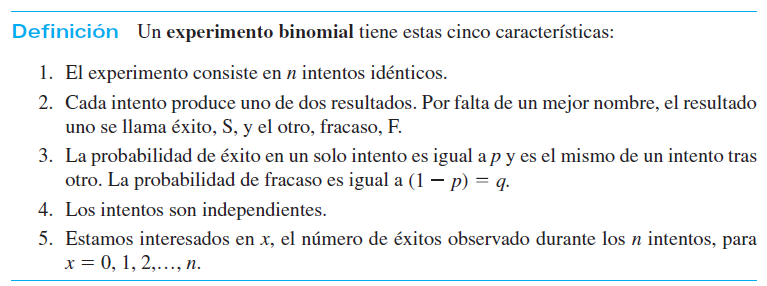 Definición Un experimento binomial tiene estas cinco características:
1. El experimento consiste en n intentos idénticos.
2. Cada intento produce uno de dos resultados. Por falta de un mejor nombre, el resultado
uno se llama éxito, S, y el otro, fracaso, F.
3. La probabilidad de éxito en un solo intento es igual a p y es el mismo de un intento tras
otro. La probabilidad de fracaso es igual a (1 − p) = q.
4. Los intentos son independientes.
5. Estamos interesados en x, el número de éxitos observado durante los n intentos, para
x = 0, 1, 2,…, n.